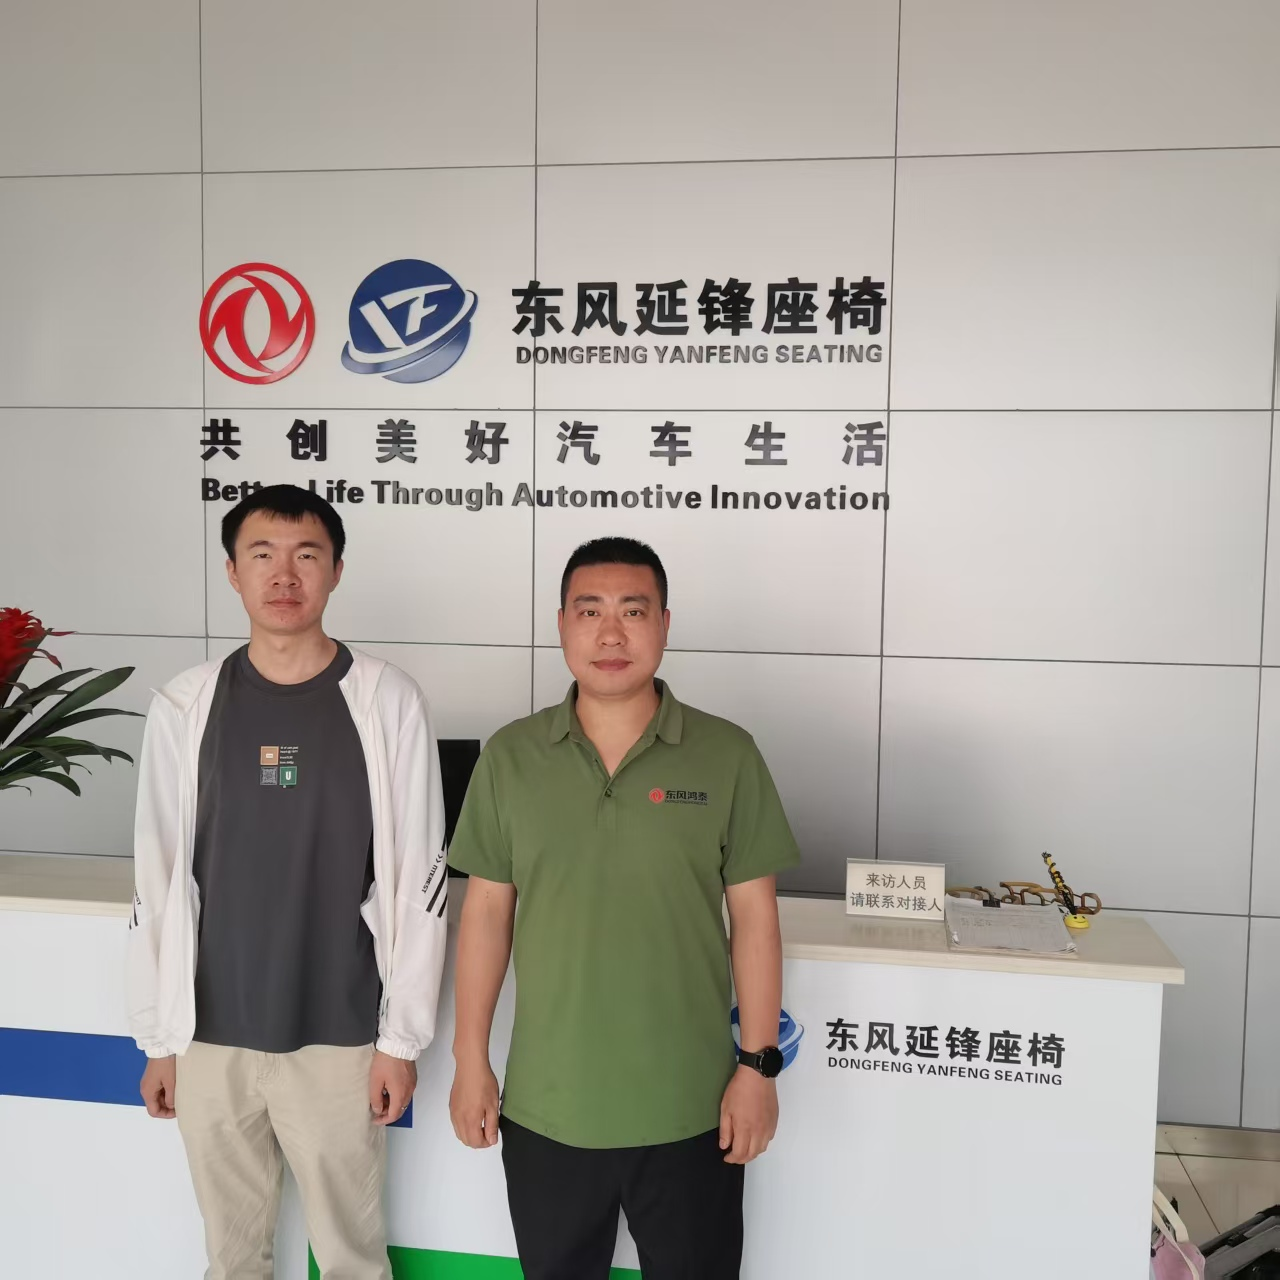 东风延锋座椅
DONGFENG YANFENG SEATING
共创美好汽车生活
Better Life Through Automotive Innovation
U
INTEREST
东风鸿泰
来访人员
请联系对接人
东风延锋座椅
DONGFENG YANFENG SEATING